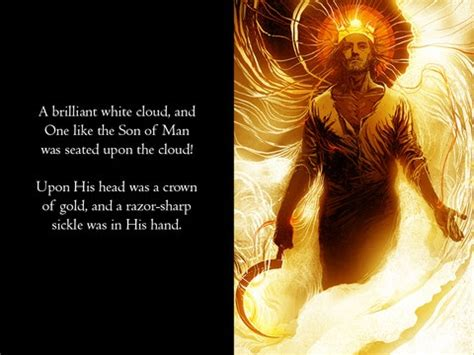 A brilliant white cloud, and
One like the Son of Man
was seated upon the cloud!
Upon His head was a crown
of gold, and a razor-sharp
sickle was in His hand.